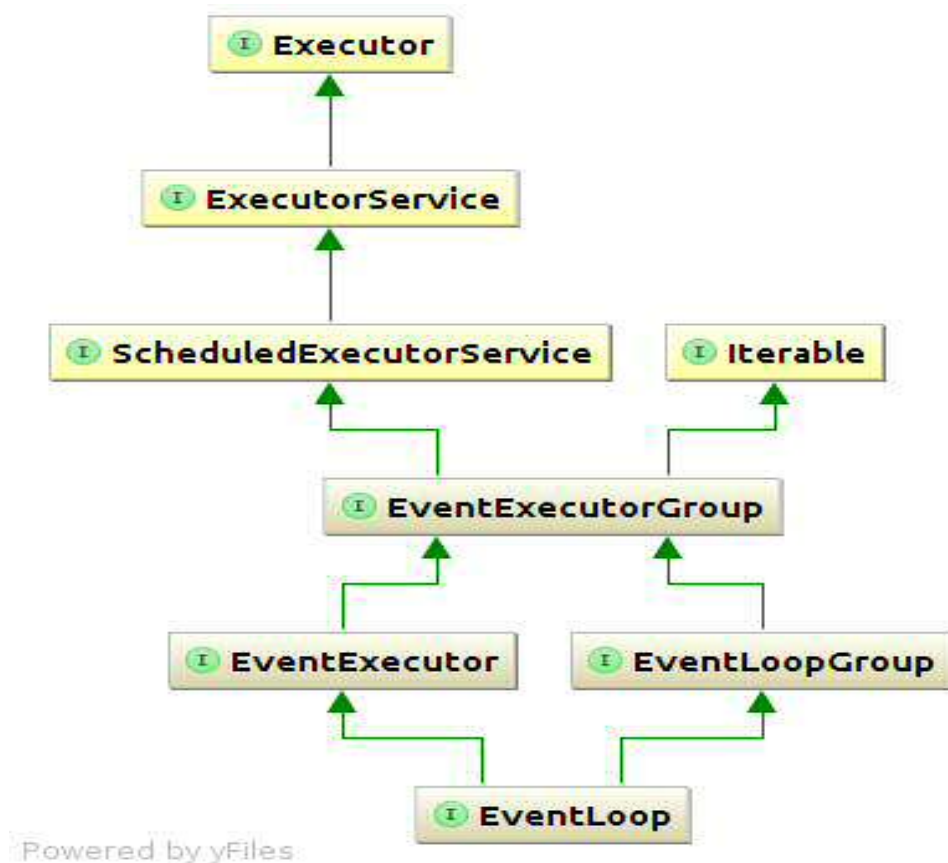 I Executor
I ExecutorService
I ScheduledExecutorService
I Iterable
I EventExecutorGroup
I EventExecutor
I EventLoopGroup
I EventLoop
Powered by yFiles